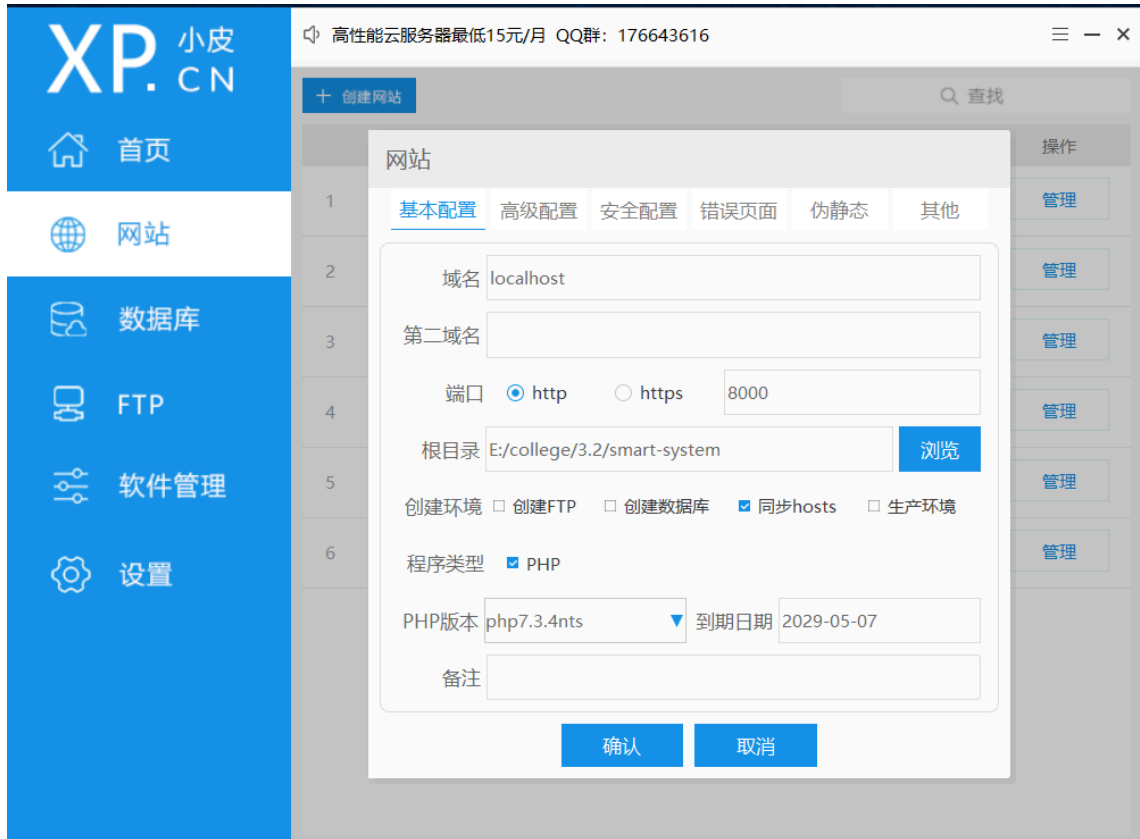 XP.小皮
CN
高性能云服务器最低15元/月 QQ群：176643616
首页
网站
数据库
FTP
软件管理
设置
创建网站
查找
操作
1 管理
2 管理
3 管理
4 管理
5 管理
6 管理
网站
基本配置 高级配置 安全配置 错误页面 伪静态 其他
域名 localhost
第二域名
端口 http https 8000
根目录 E:/college/3.2/smart-system 浏览
创建环境 创建FTP 创建数据库 同步hosts 生产环境
程序类型 PHP
PHP版本 php7.3.4nts 到期日期 2029-05-07
备注
确认 取消